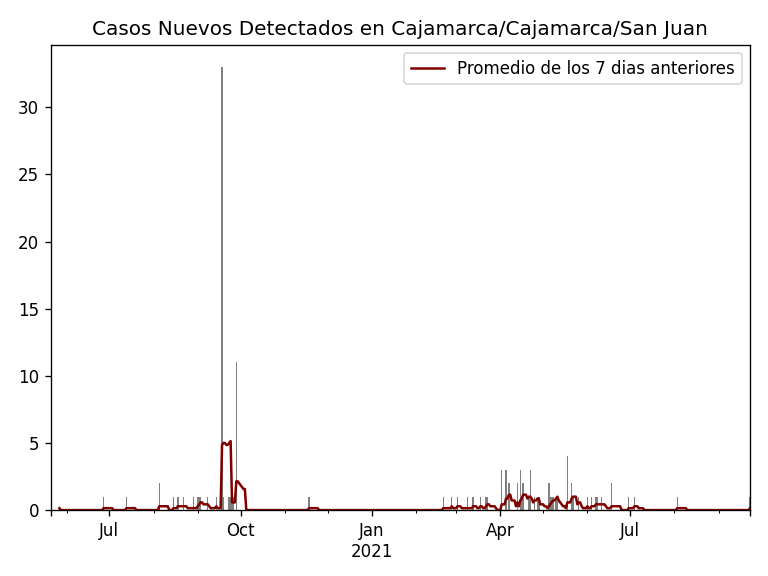 Casos Nuevos Detectados en Cajamarca/Cajamarca/San Juan
Promedio de los 7 dias anteriores
30
25
20
15
10
5
0
Jul Oct Jan Apr Jul
2021